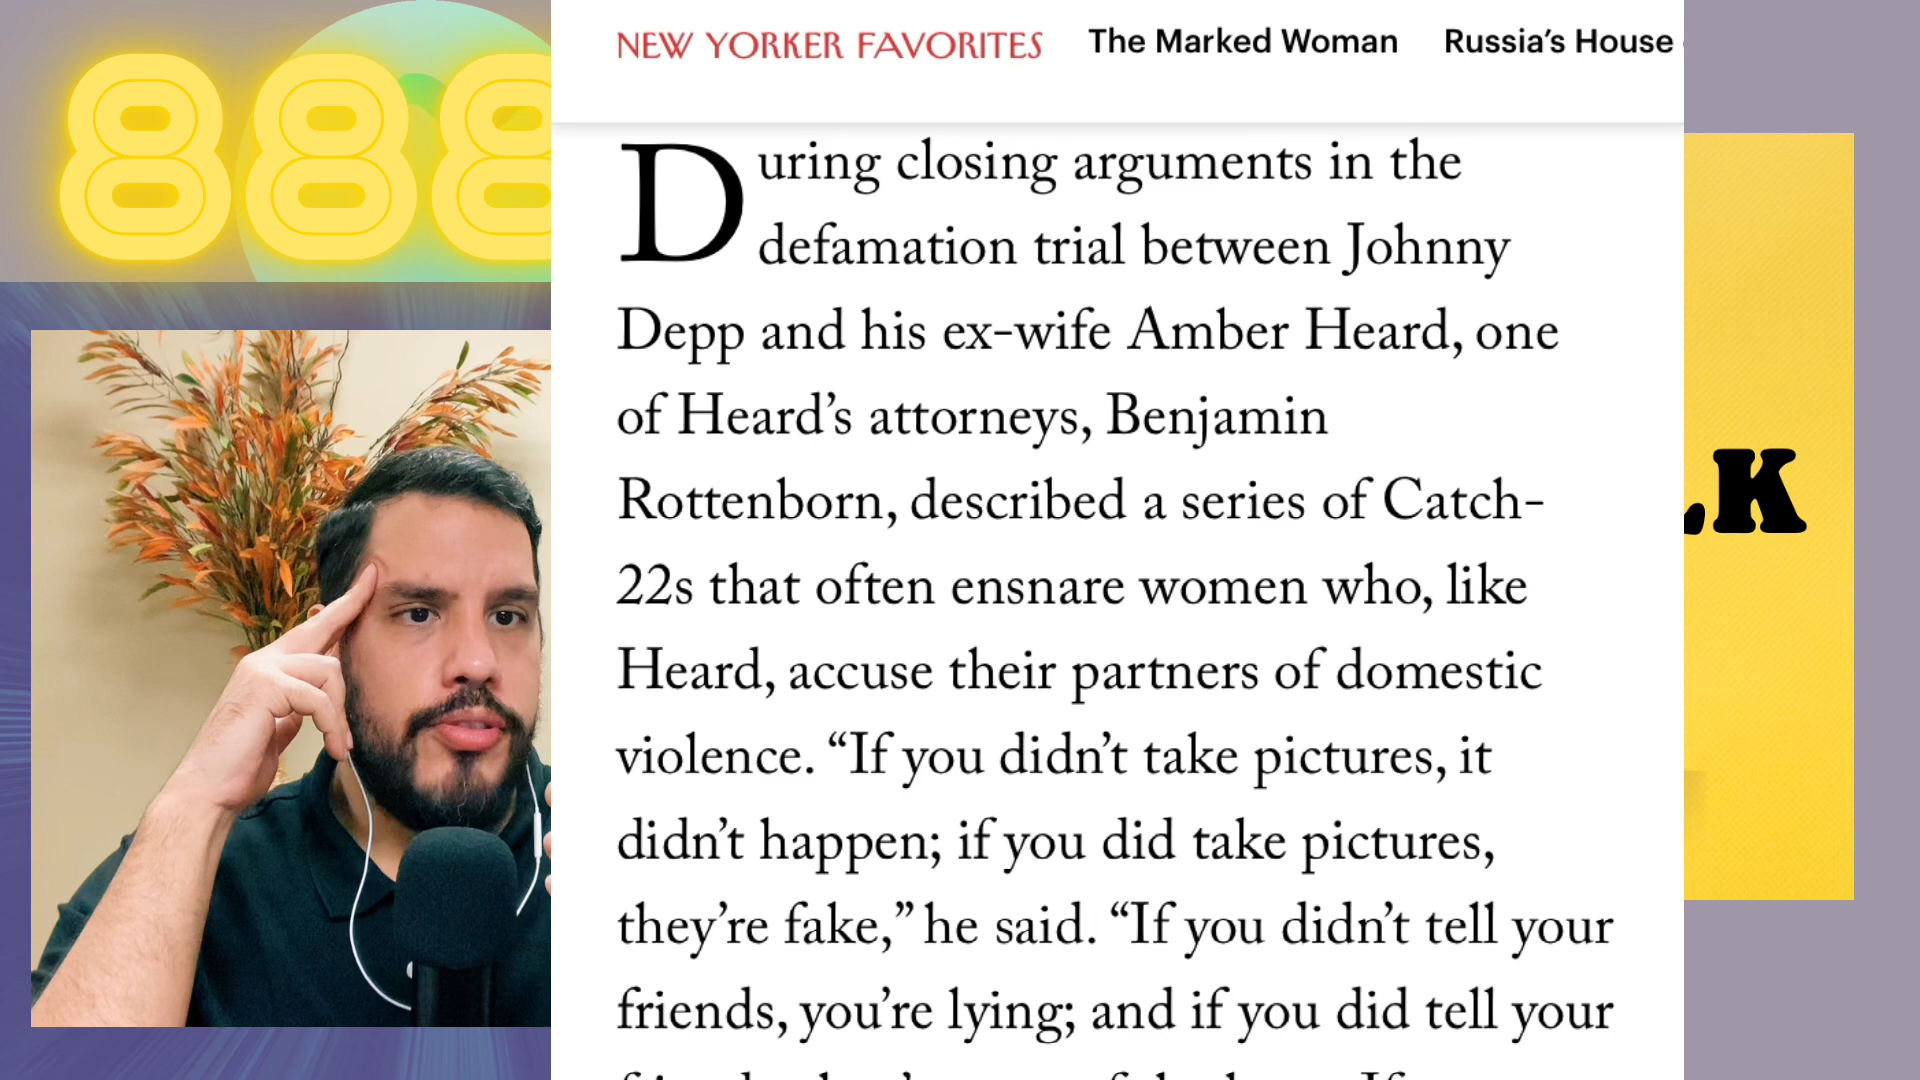 888
NEW YORKER FAVORITES The Marked Woman Russia's House
During closing arguments in the
defamation trial between Johnny
Depp and his ex-wife Amber Heard, one
of Heard’s attorneys, Benjamin
Rottenborn, described a series of Catch-
22s that often ensnare women who, like
Heard, accuse their partners of domestic
violence. “If you didn’t take pictures, it
didn’t happen; if you did take pictures,
they’re fake,” he said. “If you didn’t tell your
friends, you’re lying; and if you did tell your
LK